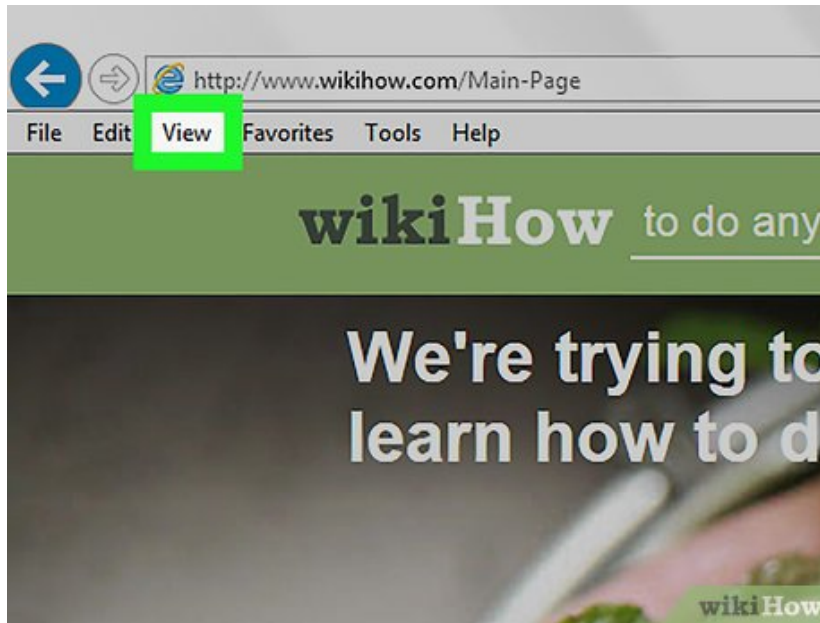 http://www.wikihow.com/Main-Page
File Edit View Favorites Tools Help
wikiHow to do any
We're trying to
learn how to d
wikiHow